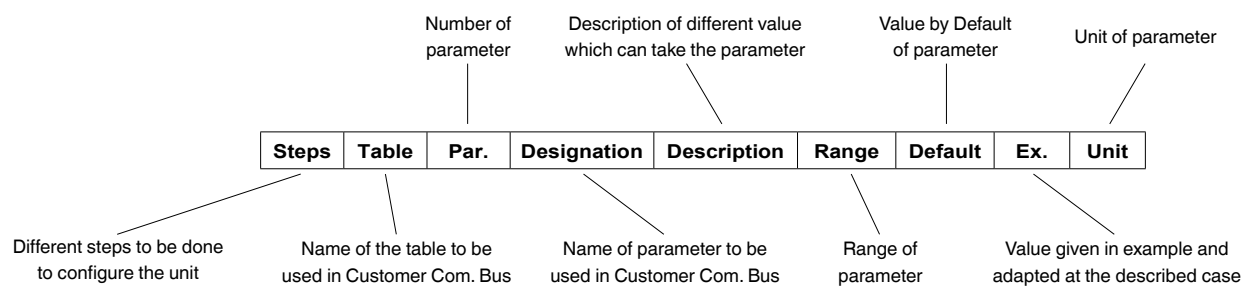 Number of
parameter
Description of different value
which can take the parameter
Value by Default
of parameter
Unit of parameter
Steps Table Par. Designation Description Range Default Ex. Unit
Different steps to be done
to configure the unit
Name of the table to be
used in Customer Com. Bus
Name of parameter to be
used in Customer Com. Bus
Range of
parameter
Value given in example and
adapted at the described case